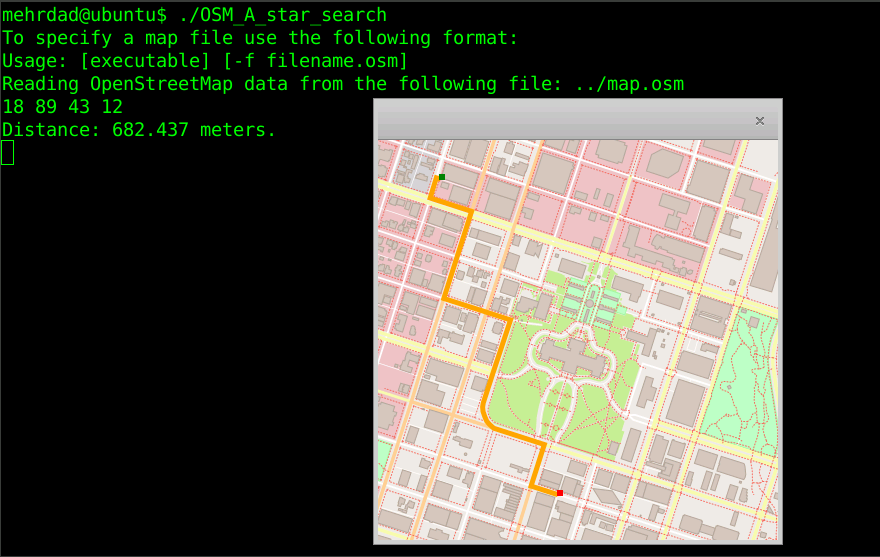 mehrdad@ubuntu$ ./OSM_A_star_search
To specify a map file use the following format:
Usage: [executable] [-f filename.osm]
Reading OpenStreetMap data from the following file: ../map.osm
18 89 43 12
Distance: 682.437 meters.